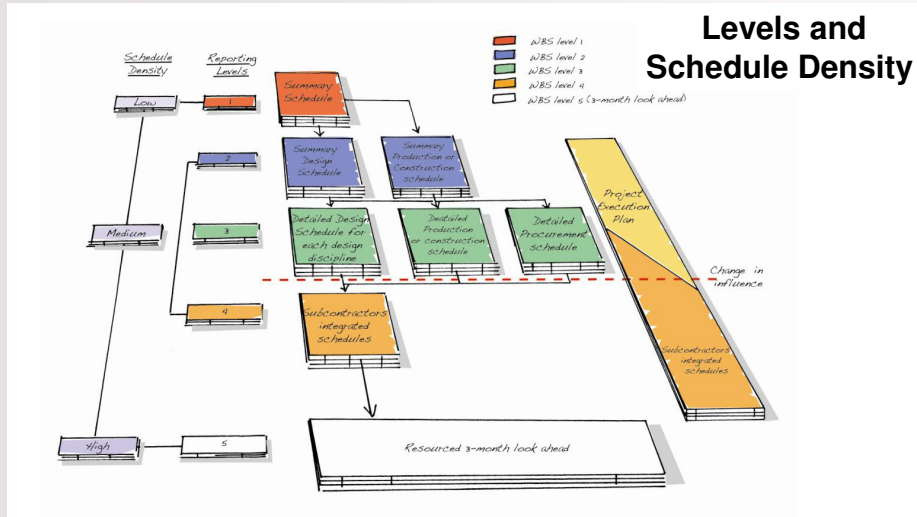 Levels and
Schedule Density
Schedule
Density
Reporting
Levels
WBS level 1
WBS level 2
WBS level 3
WBS level 4
WBS level 5 (3-month look ahead)
Low
1
Summary
Schedule
2
Summary
Design
Schedule
Summary
Production or
Construction
schedule
Project
Execution
Plan
Medium
3
Detailed Design
Schedule for
each design
discipline
Deatailed
Production
or construction
schedule
Detailed
Procurement
schedule
Change in
influence
4
Subcontractors
integrated
schedules
Subcontractors
integrated
schedules
High
5
Resourced 3-month look ahead